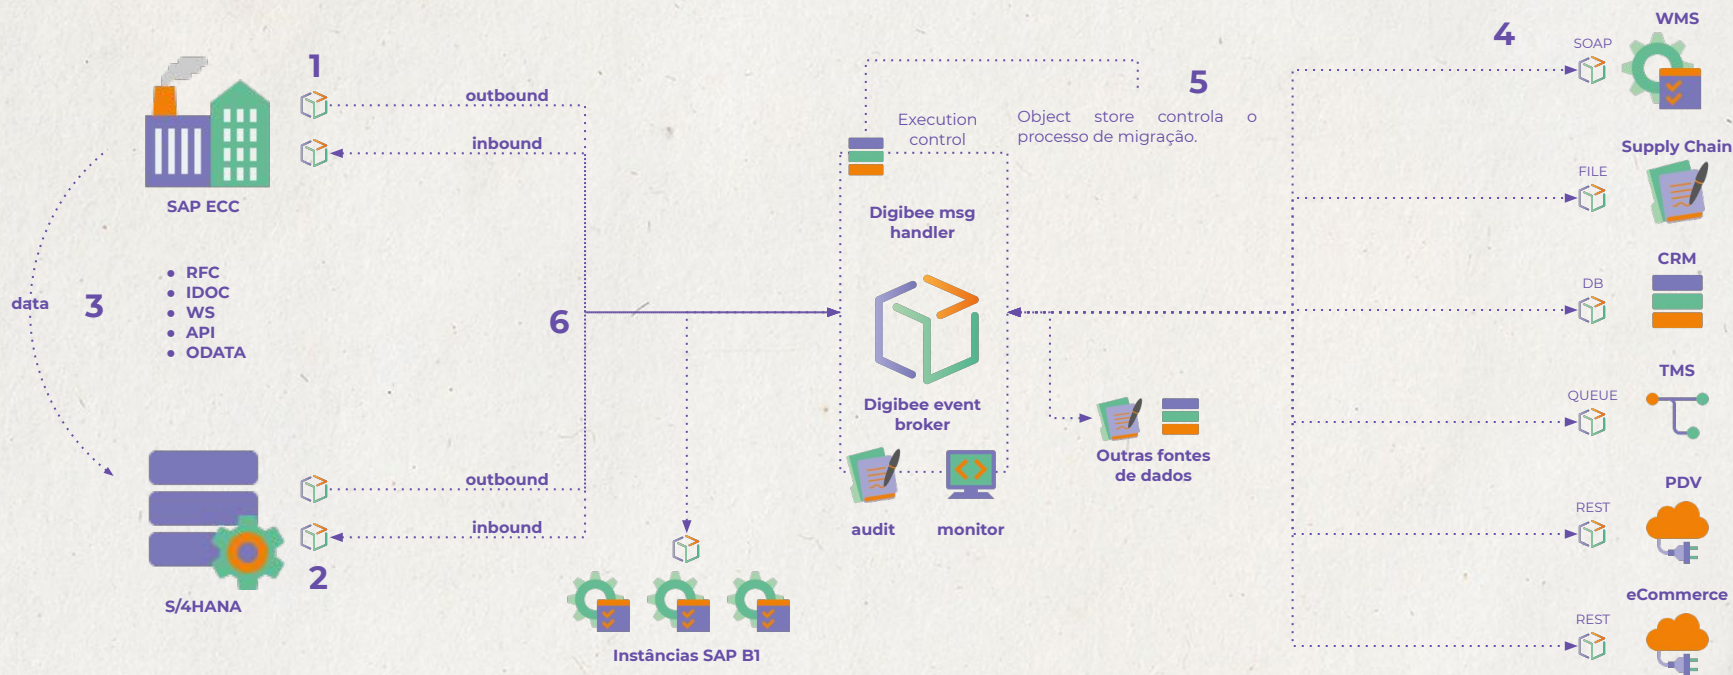 1
outbound
inbound
SAP ECC
data
3
● RFC
● IDOC
● WS
● API
● ODATA
outbound
inbound
2
S/4HANA
6
Instâncias SAP B1
Execution
control
5
Object store controla o
processo de migração.
Digibee msg
handler
Digibee event
broker
audit
monitor
Outras fontes
de dados
4
WMS
SOAP
Supply Chain
FILE
CRM
DB
TMS
QUEUE
PDV
REST
eCommerce
REST